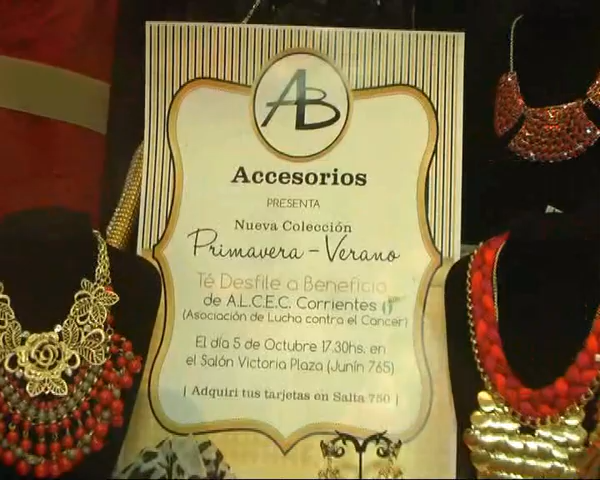 AB
Accesorios
PRESENTA
Nueva Colección
Primavera - Verano
Té Desfile a Beneficio
de A.L.C.E.C. Corrientes
(Asociación de Lucha contra el Cancer)
El día 5 de Octubre 17.30hs. en
el Salón Victoria Plaza (Junín 765)
| Adquirí tus tarjetas en Salta 750 |